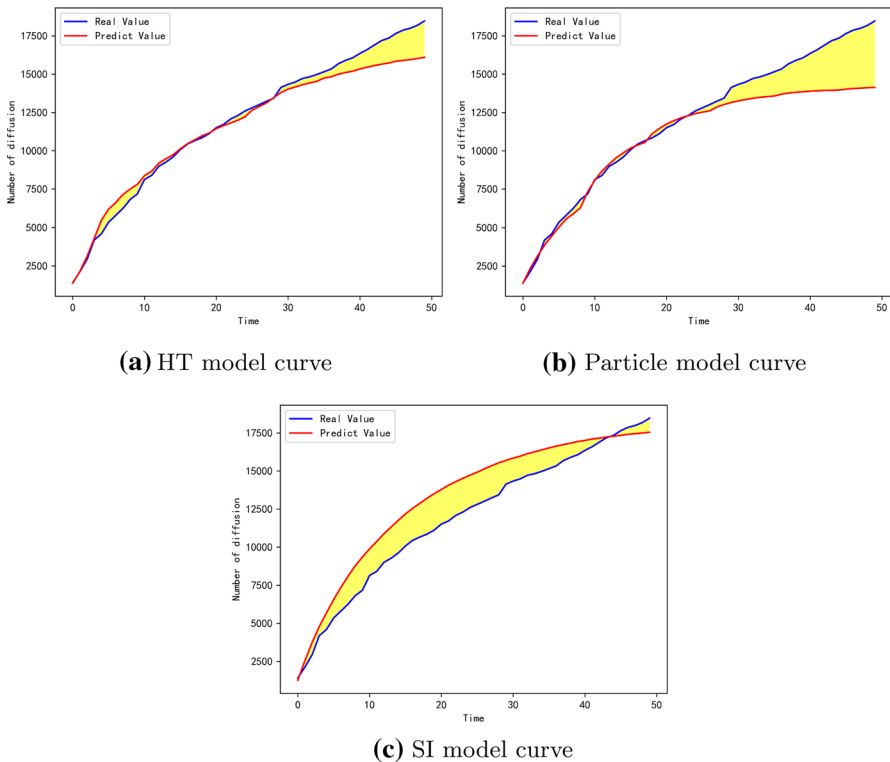 Real Value
Predict Value
17500
15000
12500
10000
7500
5000
2500
Number of diffusion
0 10 20 30 40 50
Time
(a) HT model curve
Real Value
Predict Value
17500
15000
12500
10000
7500
5000
2500
Number of diffusion
0 10 20 30 40 50
Time
(b) Particle model curve
Real Value
Predict Value
17500
15000
12500
10000
7500
5000
2500
Number of diffusion
0 10 20 30 40 50
Time
(c) SI model curve